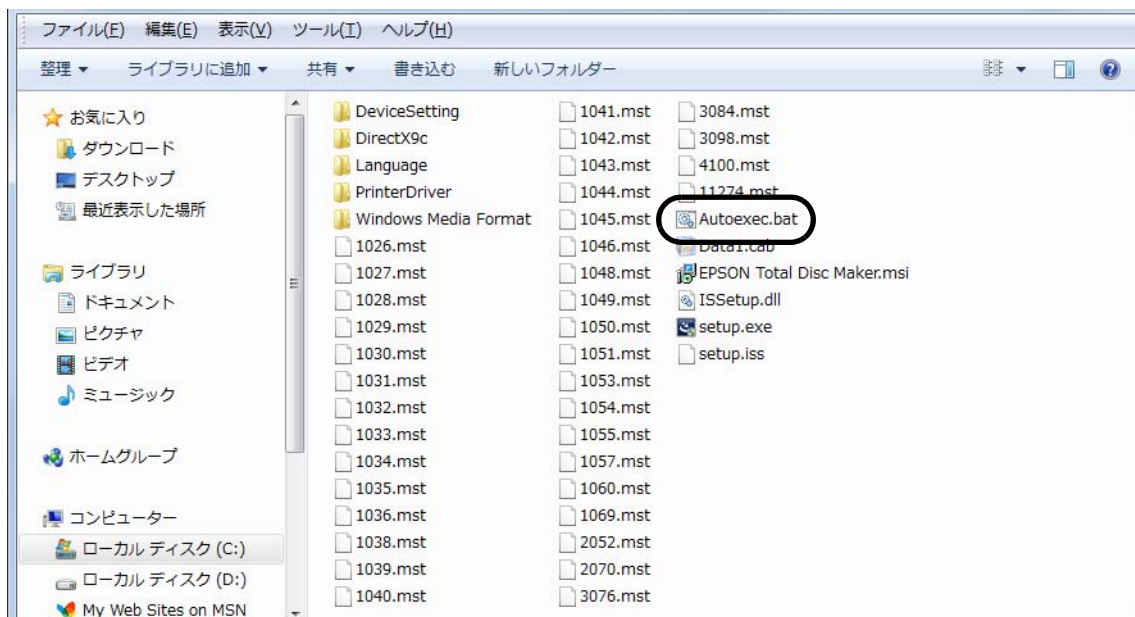 ファイル(F) 編集(E) 表示(V) ツール(T) ヘルプ(H)
整理 ライブラリに追加 共有 書き込む 新しいフォルダー
お気に入り
ダウンロード
デスクトップ
最近表示した場所
ライブラリ
ドキュメント
ピクチャ
ビデオ
ミュージック
ホームグループ
コンピューター
ローカル ディスク (C:)
ローカル ディスク (D:)
My Web Sites on MSN
DeviceSetting
DirectX9c
Language
PrinterDriver
Windows Media Format
1026.mst
1027.mst
1028.mst
1029.mst
1030.mst
1031.mst
1032.mst
1033.mst
1034.mst
1035.mst
1036.mst
1038.mst
1039.mst
1040.mst
1041.mst
1042.mst
1043.mst
1044.mst
1045.mst
1046.mst
1048.mst
1049.mst
1050.mst
1051.mst
1053.mst
1054.mst
1055.mst
1057.mst
1060.mst
1069.mst
2052.mst
2070.mst
3076.mst
3084.mst
3098.mst
4100.mst
11274.mst
Autoexec.bat
Data1.cab
EPSON Total Disc Maker.msi
ISSetup.dll
setup.exe
setup.iss